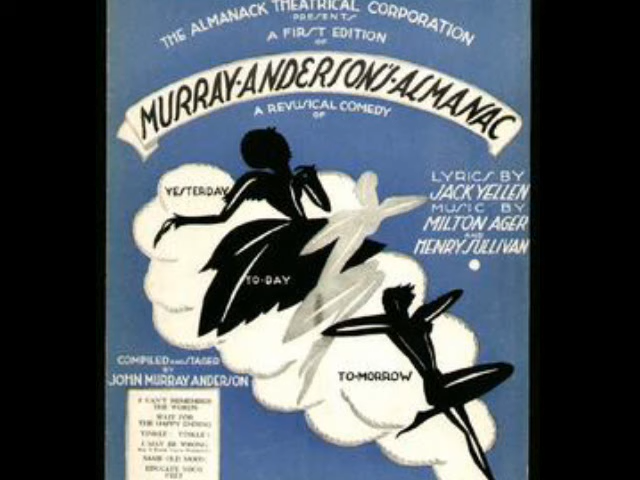 THE ALMANACK THEATRICAL CORPORATION
PRESENTS
A FIRST EDITION
OF
MURRAY·ANDERSON'S·ALMANAC
A REVUSICAL COMEDY
OF
YESTERDAY
LYRICS BY
JACK YELLEN
MUSIC BY
MILTON AGER
AND
HENRY SULLIVAN
TO-DAY
TO-MORROW
COMPILED AND STAGED
BY
JOHN MURRAY ANDERSON
I CAN'T REMEMBER
THE WORDS
WAIT FOR
THE HAPPY ENDING
TINKLE! TINKLE!
I MAY BE WRONG
SAME OLD MOON
EDUCATE YOUR
FEET